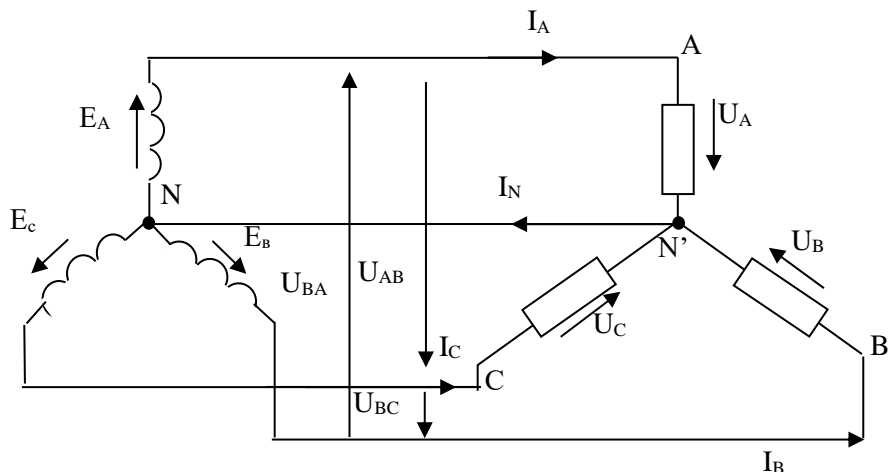 I_A
A
E_A
U_A
N
I_N
E_c
E_B
N'
U_B
U_BA
U_AB
U_C
I_C
B
C
U_BC
I_B